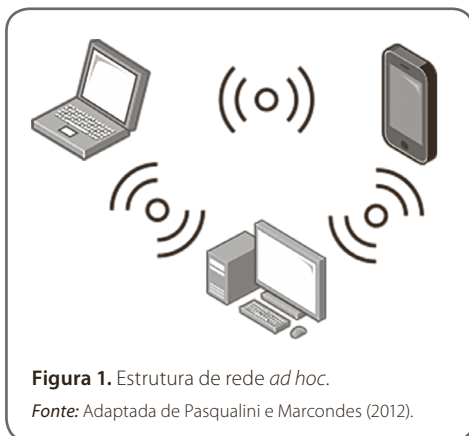 Figura 1. Estrutura de rede ad hoc.
Fonte: Adaptada de Pasqualini e Marcondes (2012).